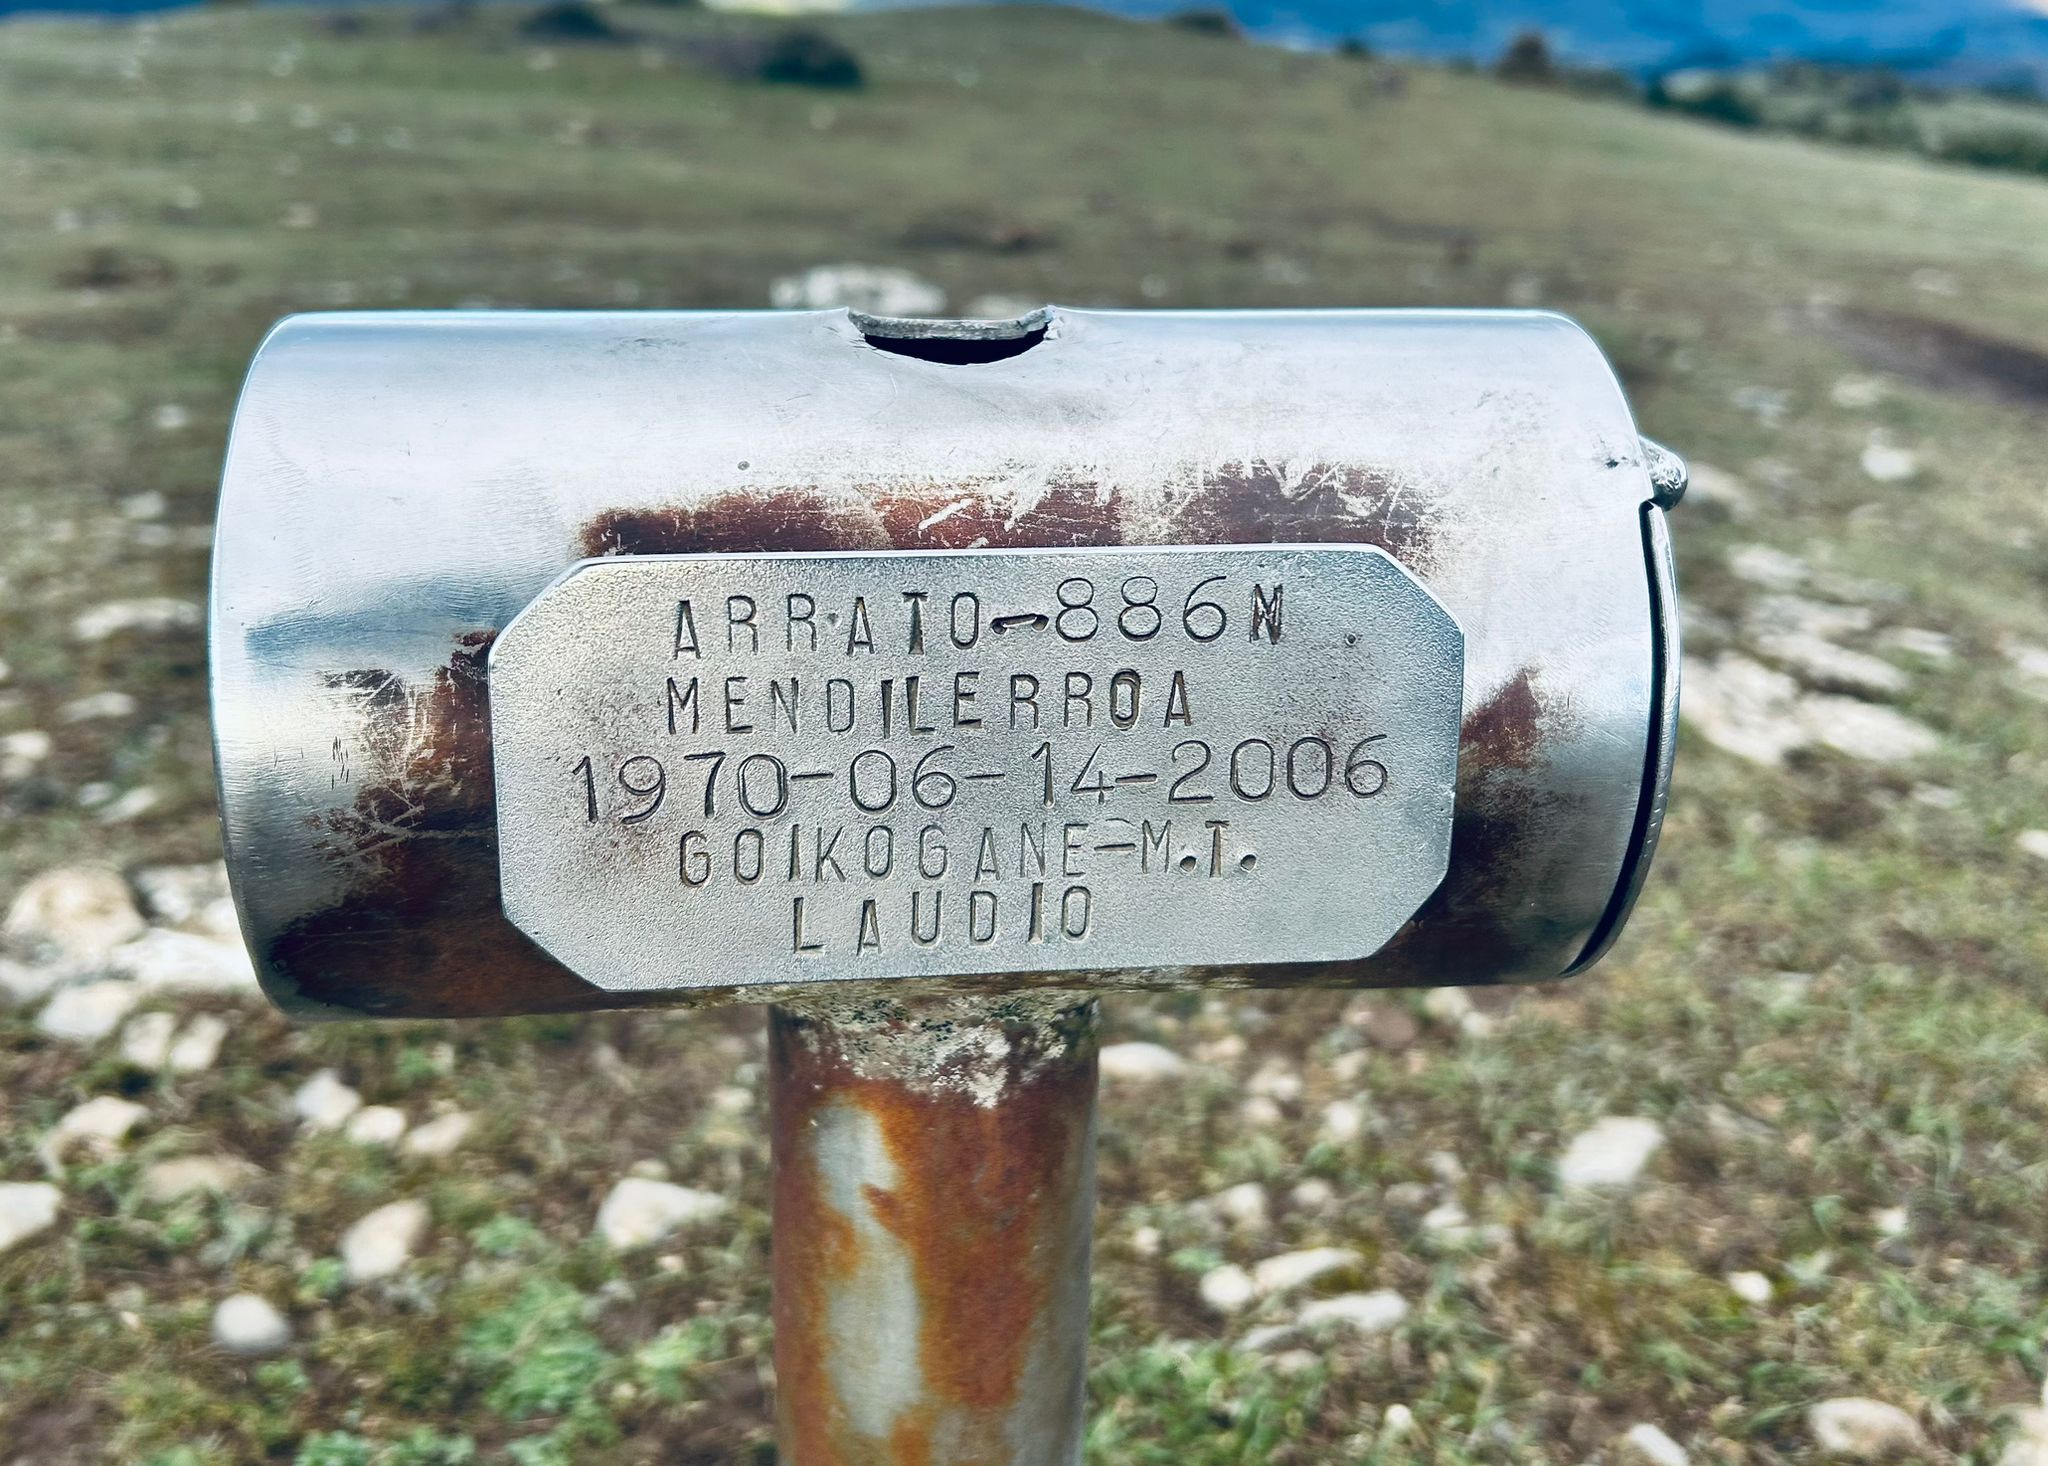 ARRATO-886M
MENDILERROA
1970-06-14-2006
GOIKOGANE-M.T.
LAUDIO